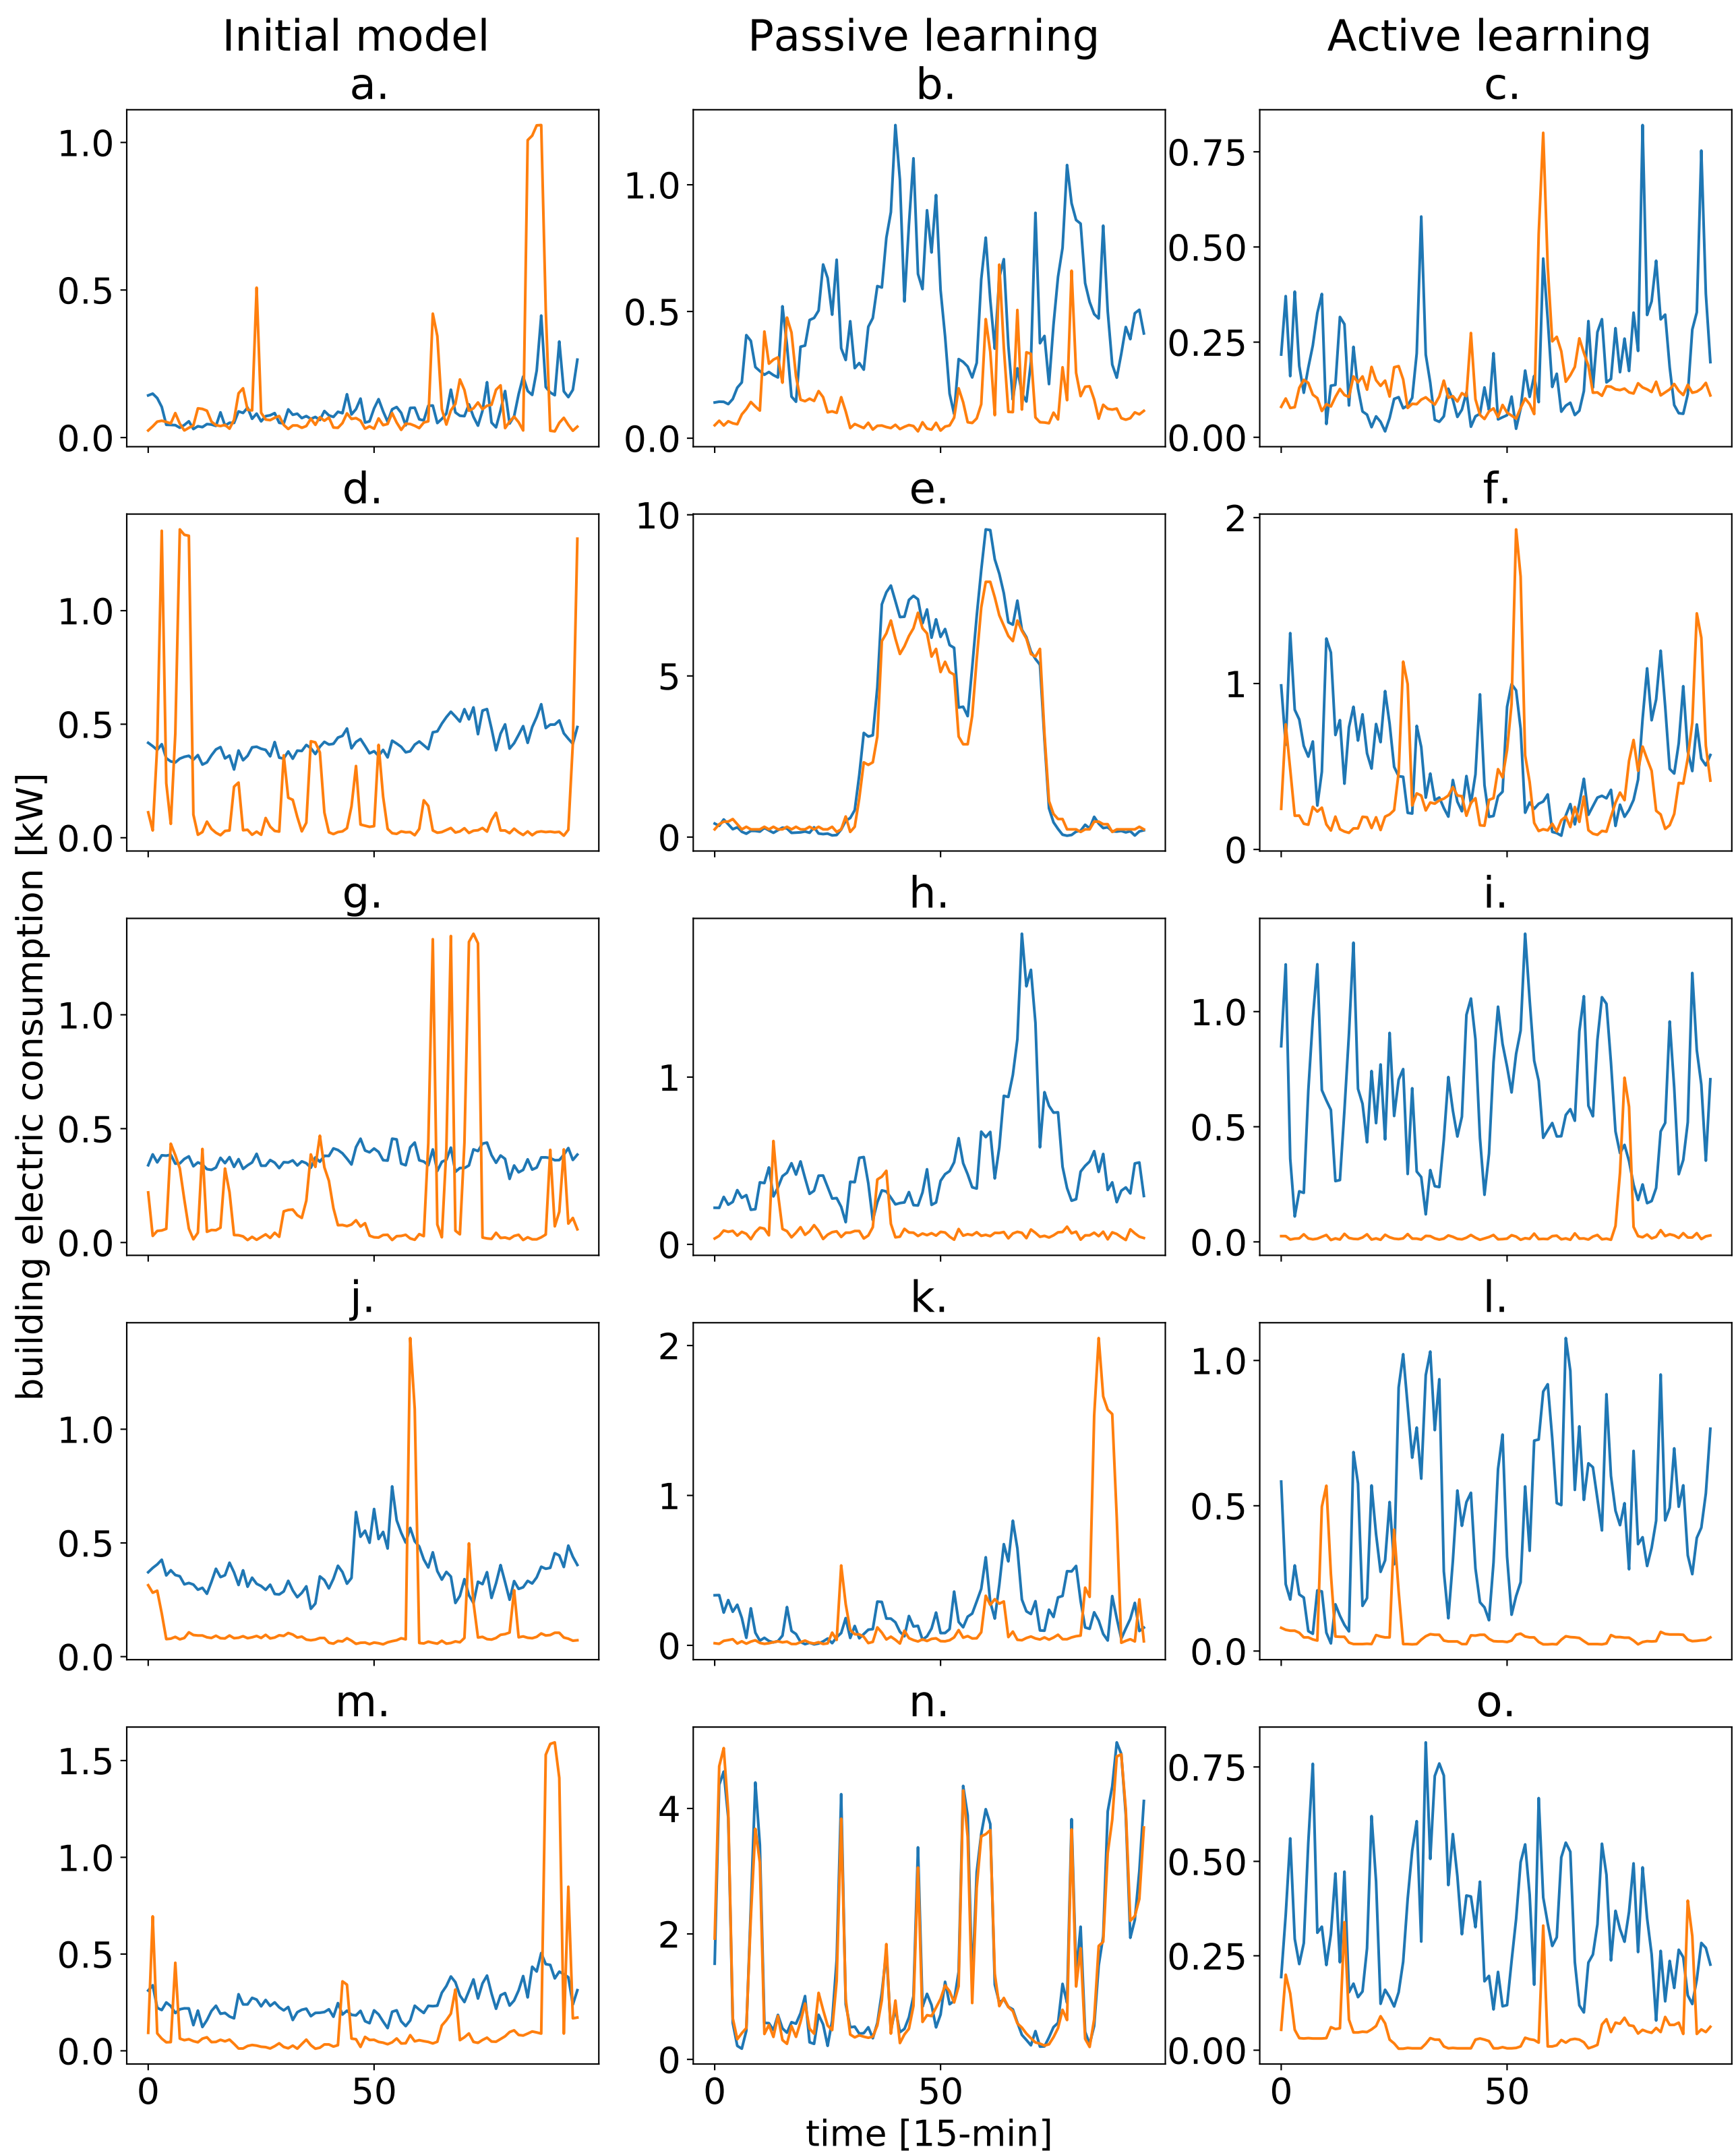 Initial model Passive learning Active learning
a. b. c.
1.0 1.0 0.75
0.5 0.5 0.50
0.0 0.0 0.25
0.00
d. e. f.
1.0 10 2
0.5 5 1
0.0 0 0
g. h. i.
1.0 1 1.0
0.5 0 0.5
0.0 0.0
building electric consumption [kW]
j. k. l.
1.0 2 1.0
0.5 1 0.5
0.0 0 0.0
m. n. o.
1.5 4 0.75
1.0 2 0.50
0.5 0 0.25
0.0 0.00
0 50 0 50 0 50
time [15-min]